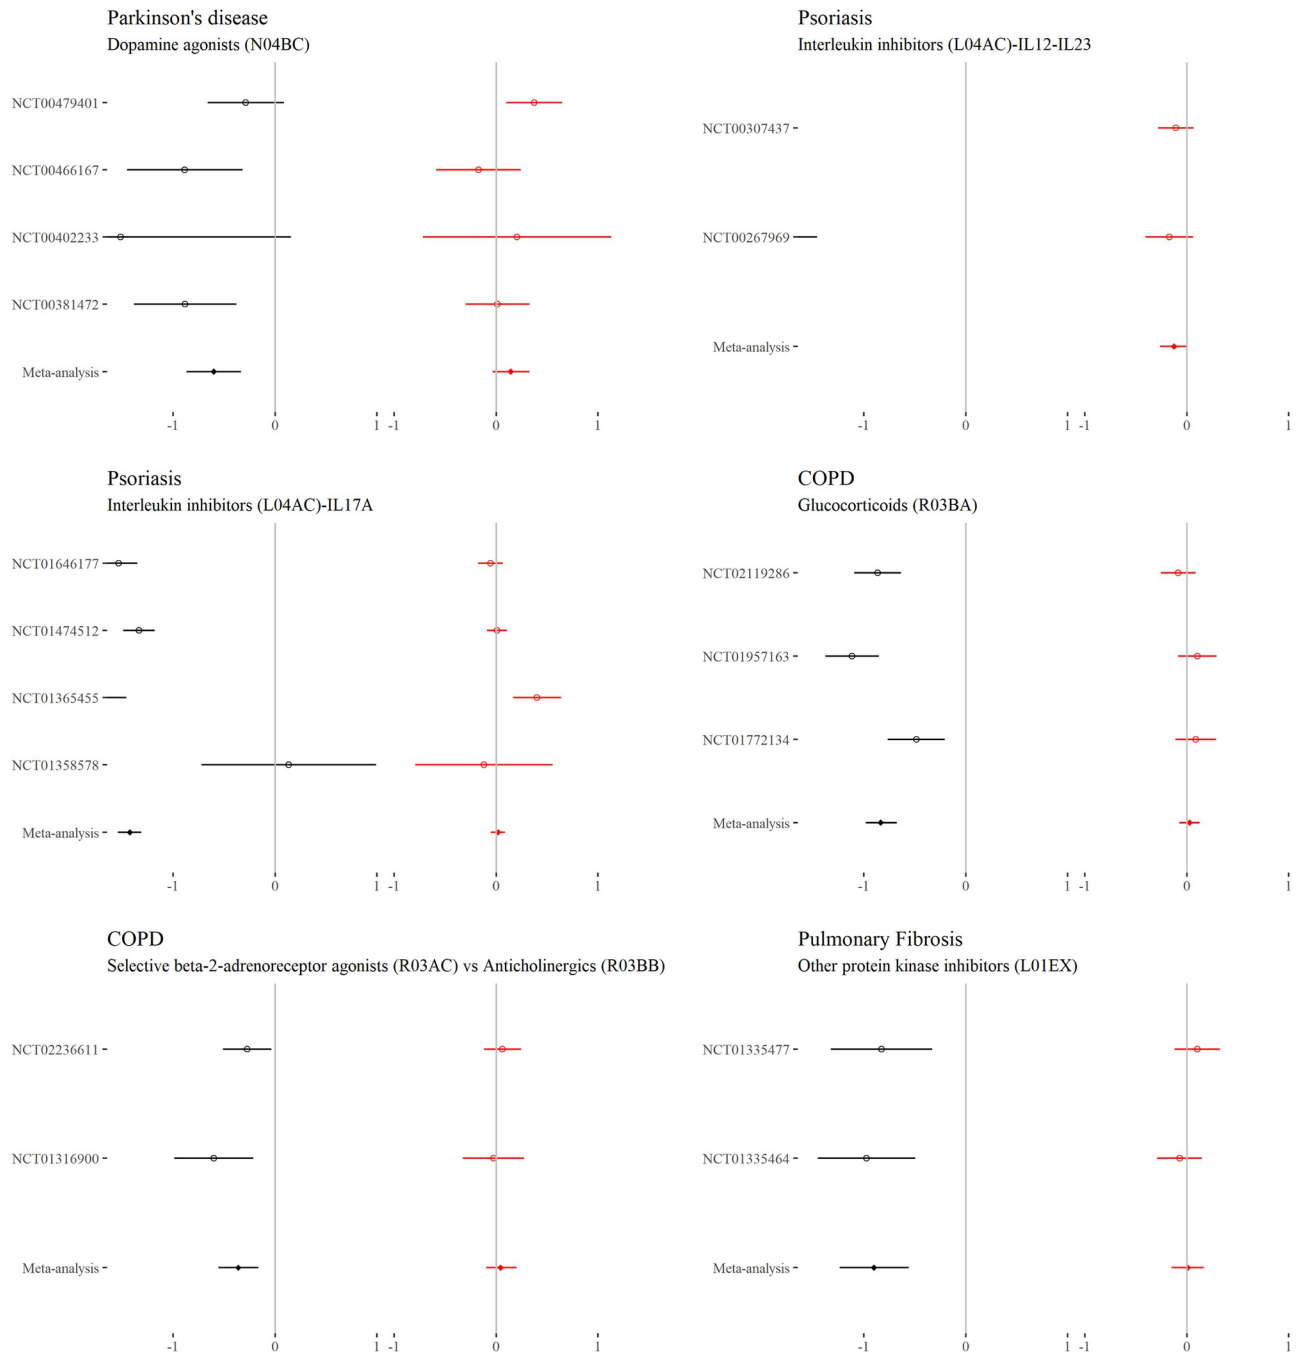 Parkinson's disease
Dopamine agonists (N04BC)
NCT00479401
NCT00466167
NCT00402233
NCT00381472
Meta-analysis
-1 0 1 -1 0 1
Psoriasis
Interleukin inhibitors (L04AC)-IL12-IL23
NCT00307437
NCT00267969
Meta-analysis
-1 0 1 -1 0 1
Psoriasis
Interleukin inhibitors (L04AC)-IL17A
NCT01646177
NCT01474512
NCT01365455
NCT01358578
Meta-analysis
-1 0 1 -1 0 1
COPD
Glucocorticoids (R03BA)
NCT02119286
NCT01957163
NCT01772134
Meta-analysis
-1 0 1 -1 0 1
COPD
Selective beta-2-adrenoreceptor agonists (R03AC) vs Anticholinergics (R03BB)
NCT02236611
NCT01316900
Meta-analysis
-1 0 1 -1 0 1
Pulmonary Fibrosis
Other protein kinase inhibitors (L01EX)
NCT01335477
NCT01335464
Meta-analysis
-1 0 1 -1 0 1